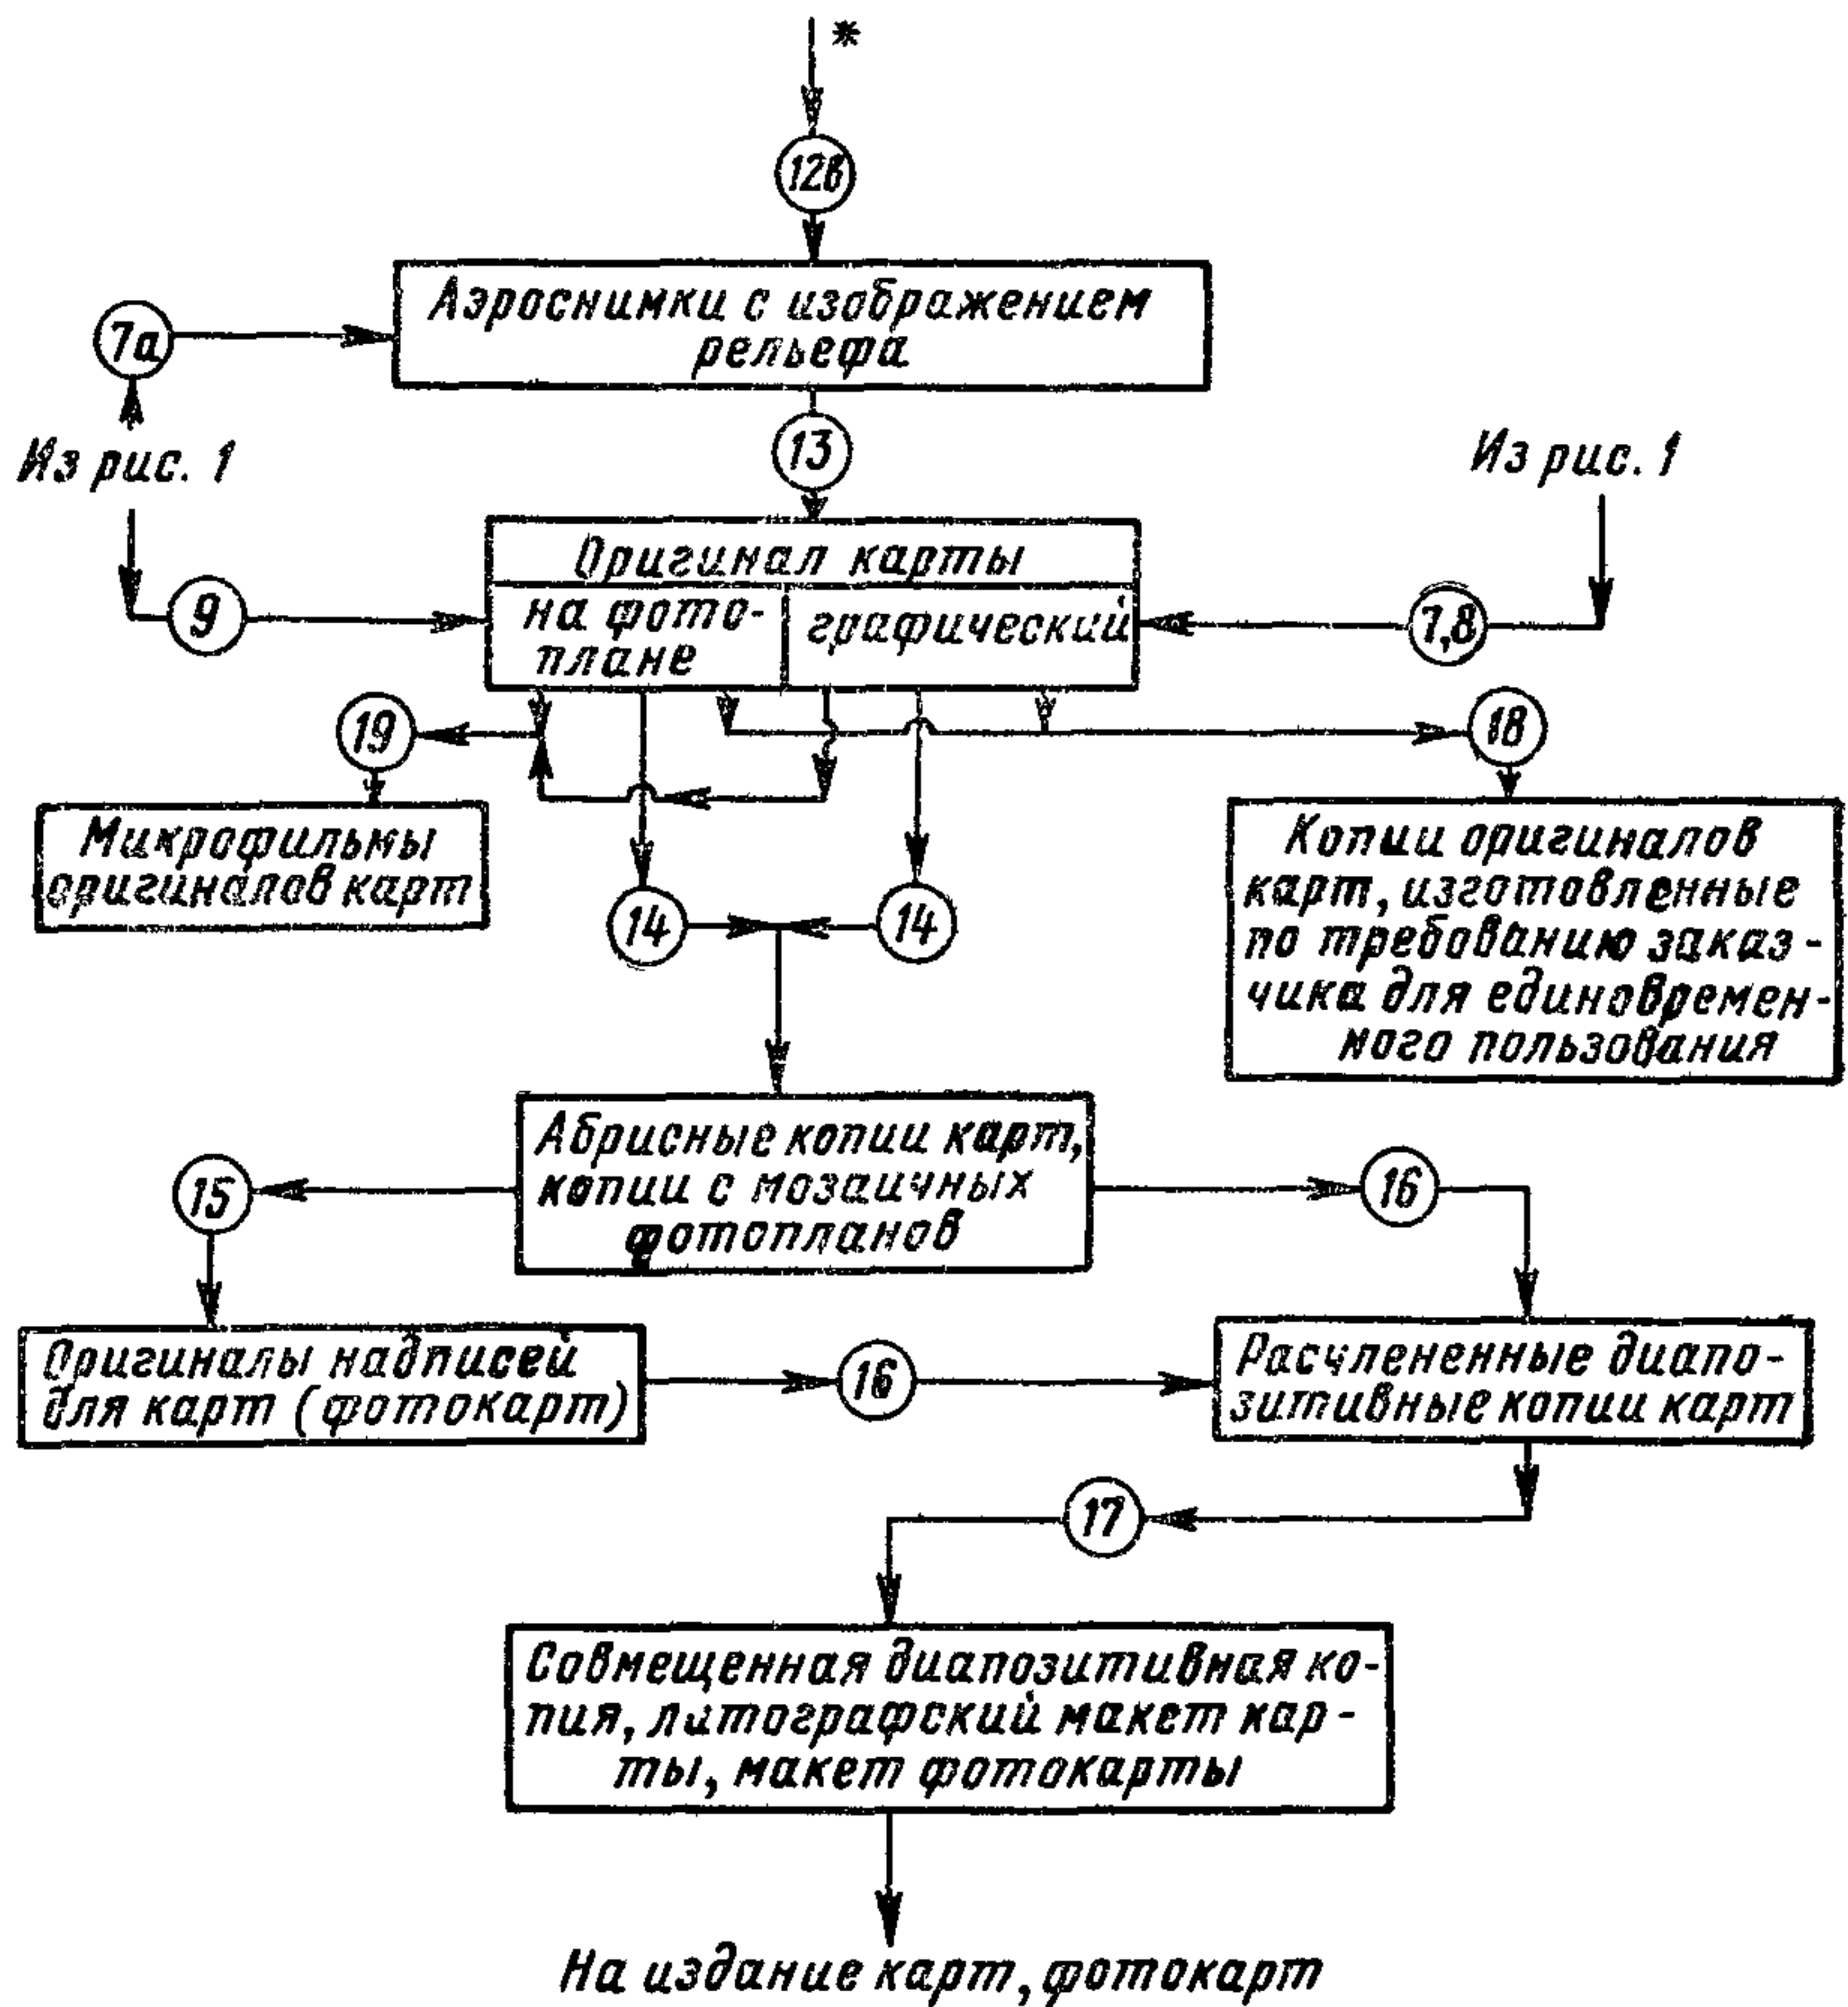 *
12в
Аэроснимки с изображением
рельефа
7а
Из рис. 1
13
Из рис. 1
Оригинал карты
на фото-
плане
графический
9
7,8
19
18
Микрофильмы
оригиналов карт
Копии оригиналов
карт, изготовленные
по требованию заказ-
чика для единовремен-
ного пользования
14
14
Абрисные копии карт,
копии с мозаичных
фотопланов
15
16
Оригиналы надписей
для карт (фотокарт)
16
Расчлененные диапо-
зитивные копии карт
17
Совмещенная диапозитивная ко-
пия, литографский макет кар-
ты, макет фотокарты
На издание карт, фотокарт